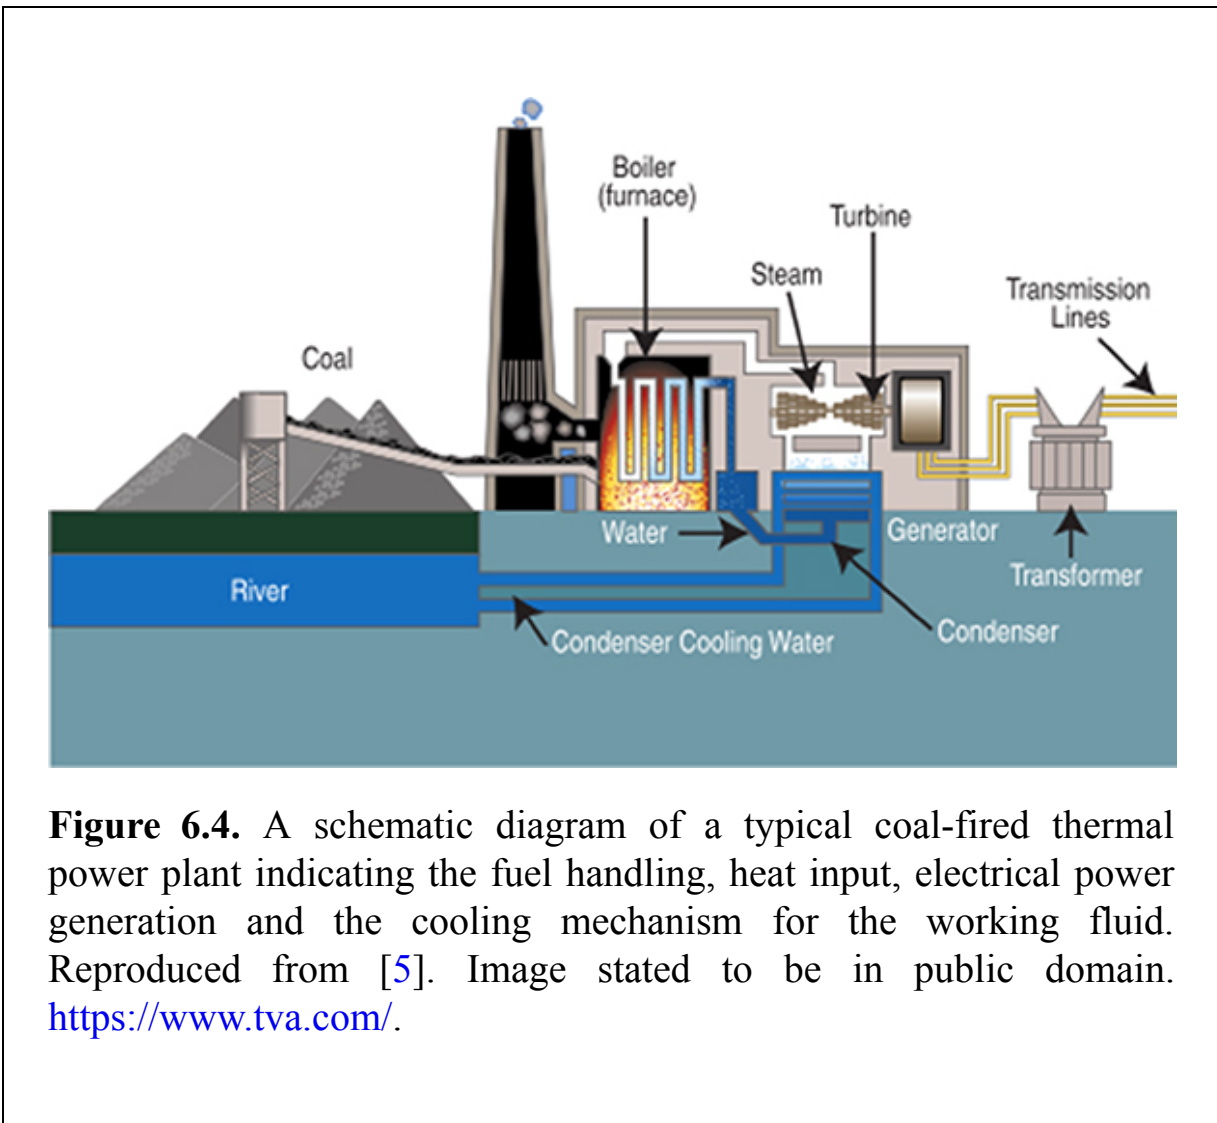 Boiler
(furnace)
Turbine
Steam
Transmission
Lines
Coal
Water
Generator
River
Transformer
Condenser
Condenser Cooling Water
Figure 6.4. A schematic diagram of a typical coal-fired thermal
power plant indicating the fuel handling, heat input, electrical power
generation and the cooling mechanism for the working fluid.
Reproduced from [5]. Image stated to be in public domain.
https://www.tva.com/.